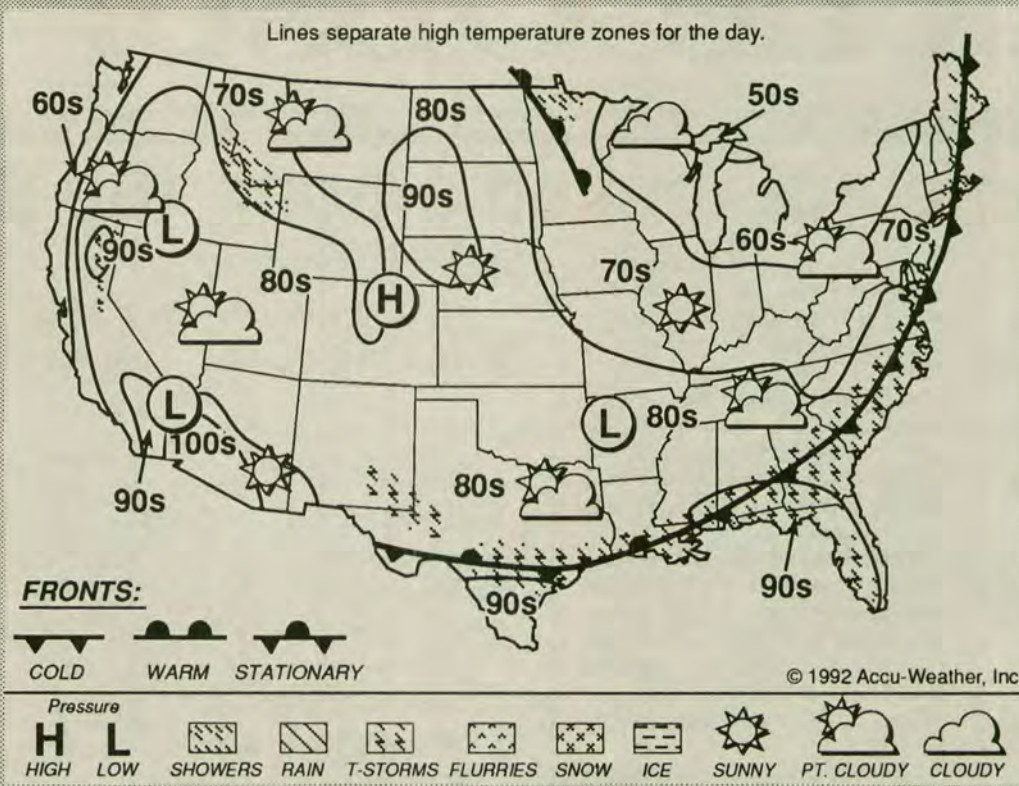 Lines separate high temperature zones for the day.
60s
70s
80s
50s
90s
90s
L
60s
70s
80s
H
70s
L
100s
L
80s
90s
80s
90s
90s
FRONTS:
COLD WARM STATIONARY
© 1992 Accu-Weather, Inc
Pressure
H L
HIGH LOW SHOWERS RAIN T-STORMS FLURRIES SNOW ICE SUNNY PT. CLOUDY CLOUDY